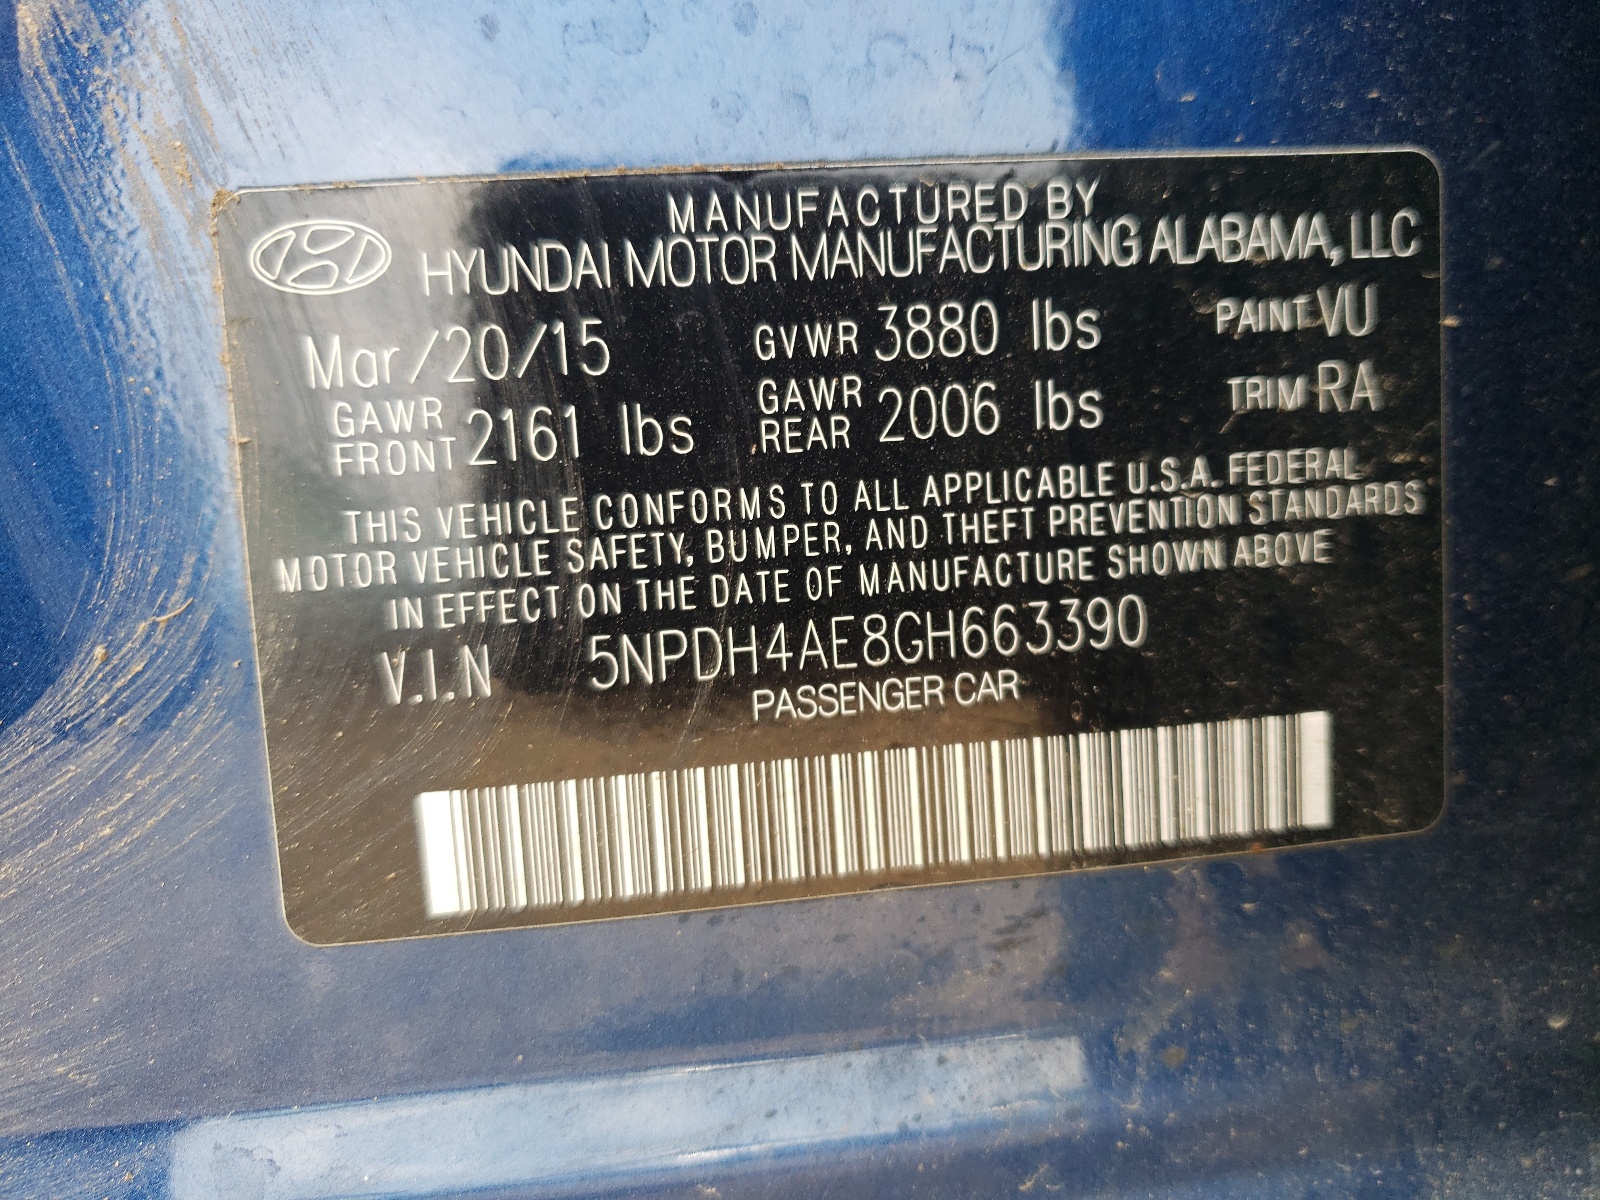 MANUFACTURED BY
HYUNDAI MOTOR MANUFACTURING ALABAMA, LLC
Mar/20/15 GVWR 3880 lbs PAINT VU
GAWR FRONT 2161 lbs GAWR REAR 2006 lbs TRIM RA
THIS VEHICLE CONFORMS TO ALL APPLICABLE U.S.A. FEDERAL
MOTOR VEHICLE SAFETY, BUMPER, AND THEFT PREVENTION STANDARDS
IN EFFECT ON THE DATE OF MANUFACTURE SHOWN ABOVE
V.I.N 5NPDH4AE8GH663390
PASSENGER CAR